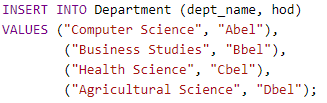 INSERT INTO Department (dept_name, hod)
VALUES ("Computer Science", "Abel"),
("Business Studies", "Bbel"),
("Health Science", "Cbel"),
("Agricultural Science", "Dbel");